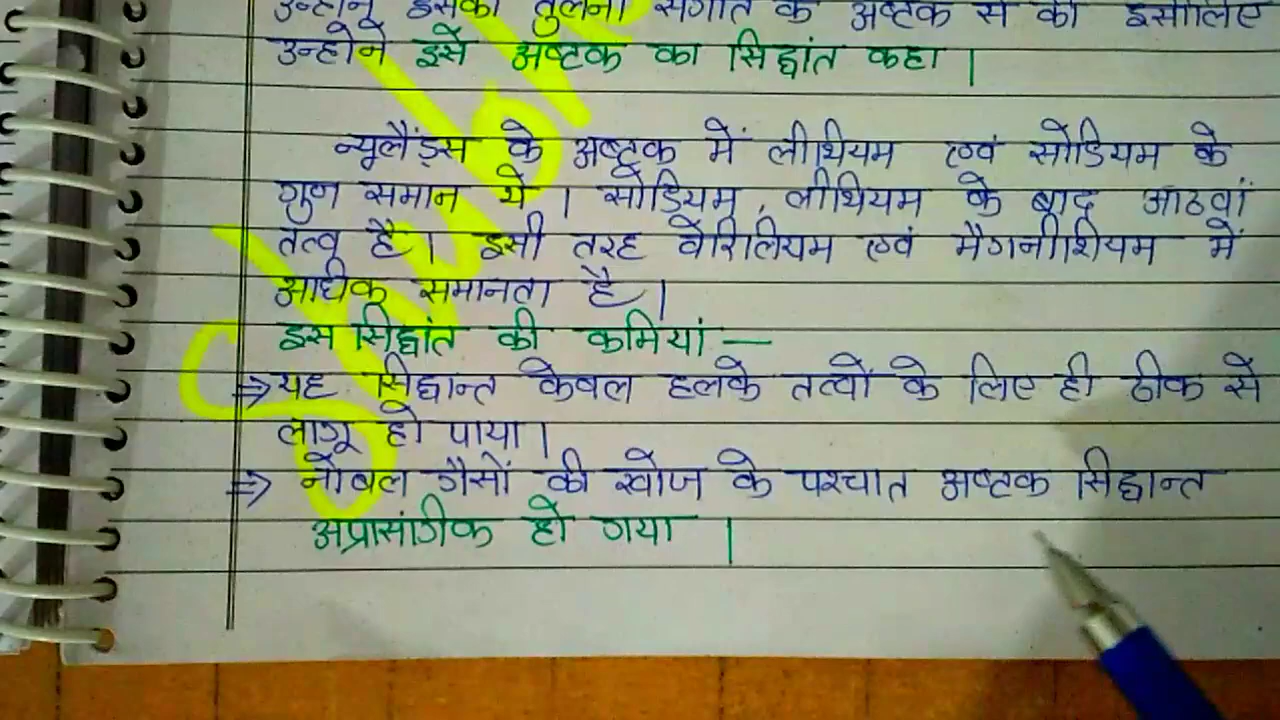 उन्होंने इसकी तुलना संगीत के अष्टक से की इसीलिए
उन्होंने इसे अष्टक का सिद्धांत कहा |
न्यूलैंड्स के अष्टक में लीथियम एवं सोडियम के
गुण समान थे | सोडियम, लीथियम के बाद आठवां
तत्व है | इसी तरह बेरिलियम एवं मैगनीशियम में
अधिक समानता है |
इस सिद्धांत की कमियां —
⇒ यह सिद्धान्त केवल हलके तत्वों के लिए ही ठीक से
लागू हो पाया |
⇒ नोबल गैसों की खोज के पश्चात अष्टक सिद्धान्त
अप्रासांगीक हो गया |